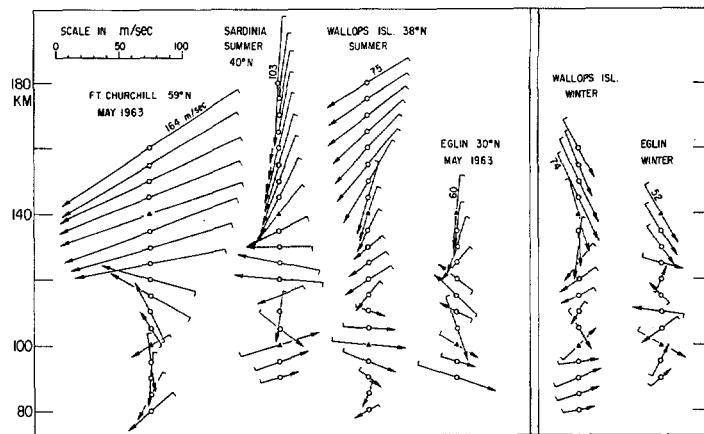 SCALE IN m/sec
0 50 100
SARDINIA
SUMMER
40°N
WALLOPS ISL. 38°N
SUMMER
180
KM
FT CHURCHILL 59°N
MAY 1963
164 m/sec
103
75
WALLOPS ISL.
WINTER
EGLIN 30°N
MAY 1963
EGLIN
WINTER
60
74
52
140
100
80